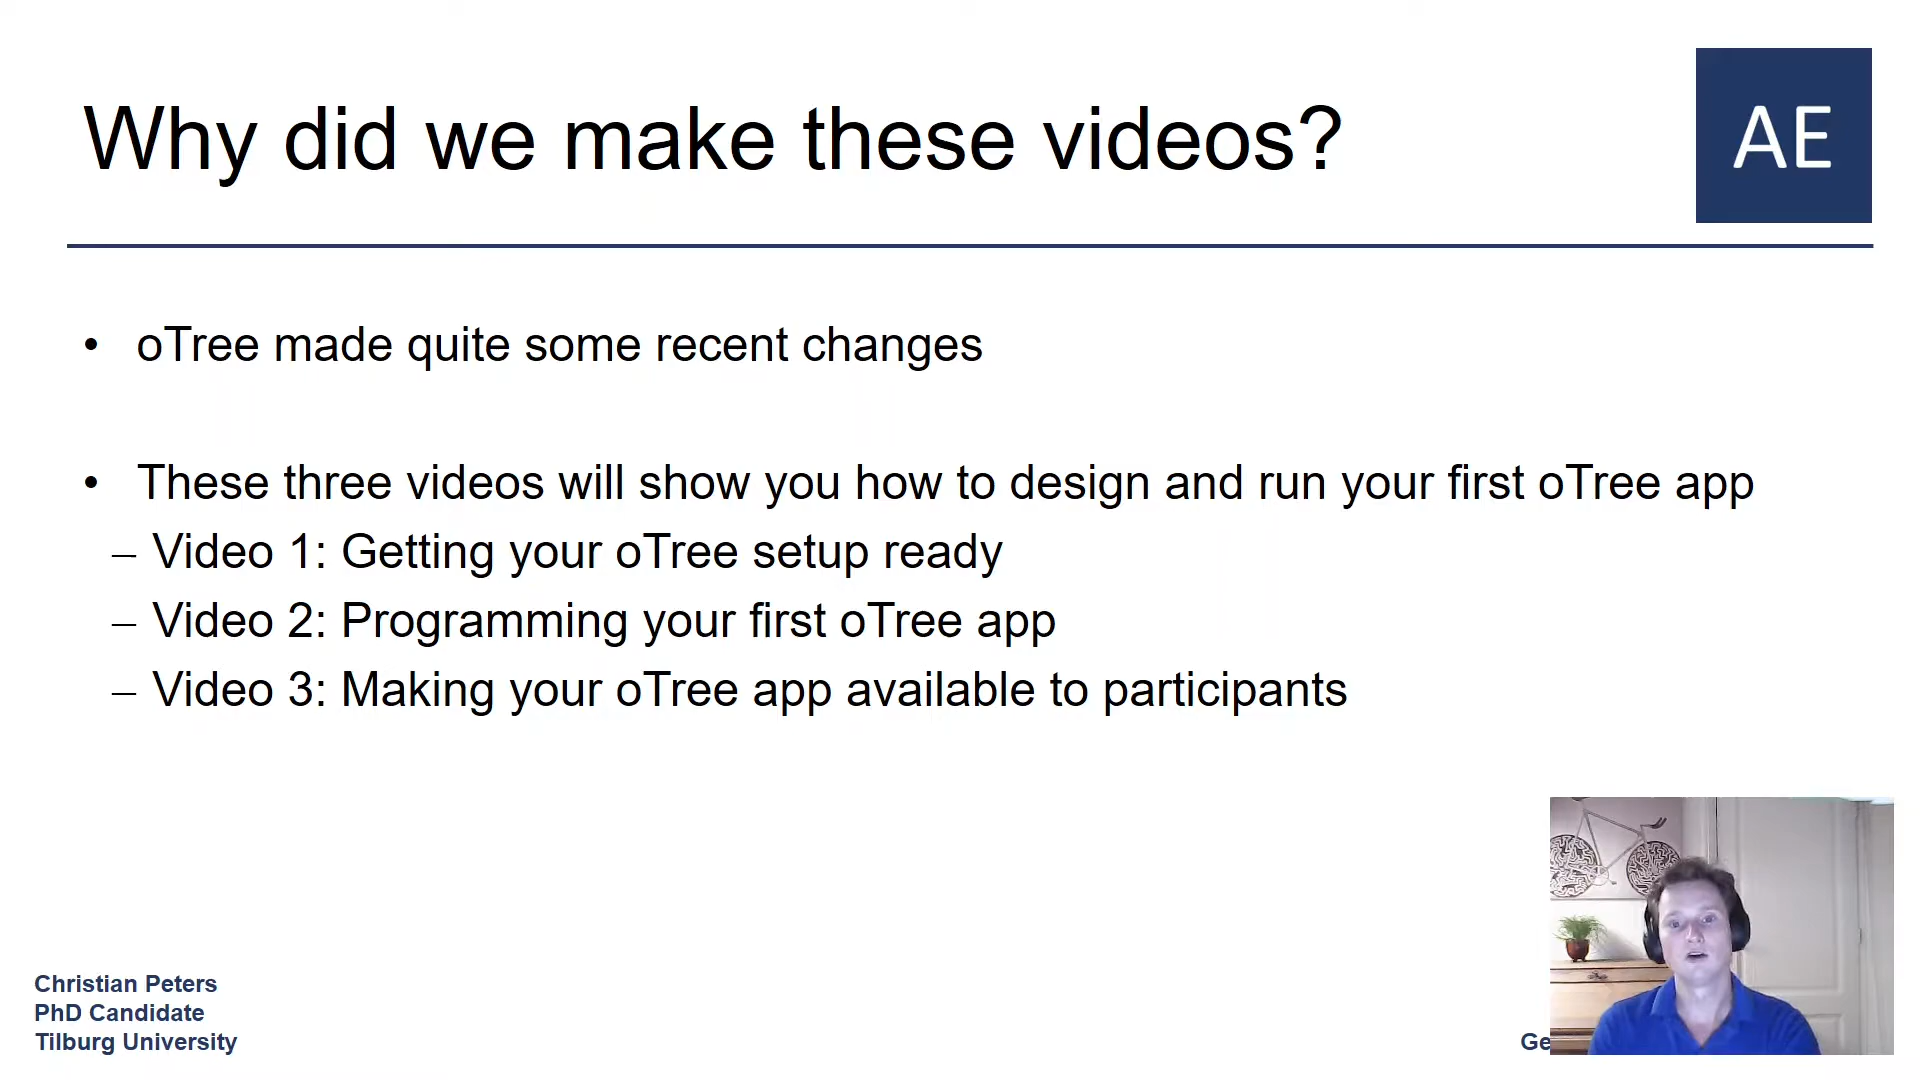 Why did we make these videos?
AE
• oTree made quite some recent changes
• These three videos will show you how to design and run your first oTree app
– Video 1: Getting your oTree setup ready
– Video 2: Programming your first oTree app
– Video 3: Making your oTree app available to participants
Christian Peters
PhD Candidate
Tilburg University